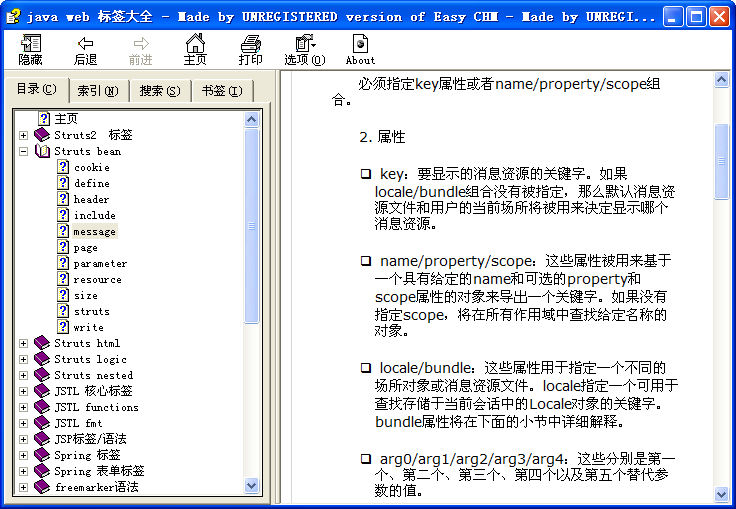 java web 标签大全 - Made by UNREGISTERED version of Easy CHM - Made by UNREGI...
隐藏 后退 前进 主页 打印 选项(O) About
目录(C) 索引(N) 搜索(S) 书签(I)
主页
Struts2 标签
Struts bean
cookie
define
header
include
message
page
parameter
resource
size
struts
write
Struts html
Struts logic
Struts nested
JSTL 核心标签
JSTL functions
JSTL fmt
JSP标签/语法
Spring 标签
Spring 表单标签
freemarker语法
必须指定key属性或者name/property/scope组
合。
2. 属性
key：要显示的消息资源的关键字。如果
locale/bundle组合没有被指定，那么默认消息资
源文件和用户的当前场所将被用来决定显示哪个
消息资源。
name/property/scope：这些属性被用来基于
一个具有给定的name和可选的property和
scope属性的对象来导出一个关键字。如果没有
指定scope，将在所有作用域中查找给定名称的
对象。
locale/bundle：这些属性用于指定一个不同的
场所对象或消息资源文件。locale指定一个可用于
查找存储于当前会话中的Locale对象的关键字。
bundle属性将在下面的小节中详细解释。
arg0/arg1/arg2/arg3/arg4：这些分别是第一
个、第二个、第三个、第四个以及第五个替代参
数的值。